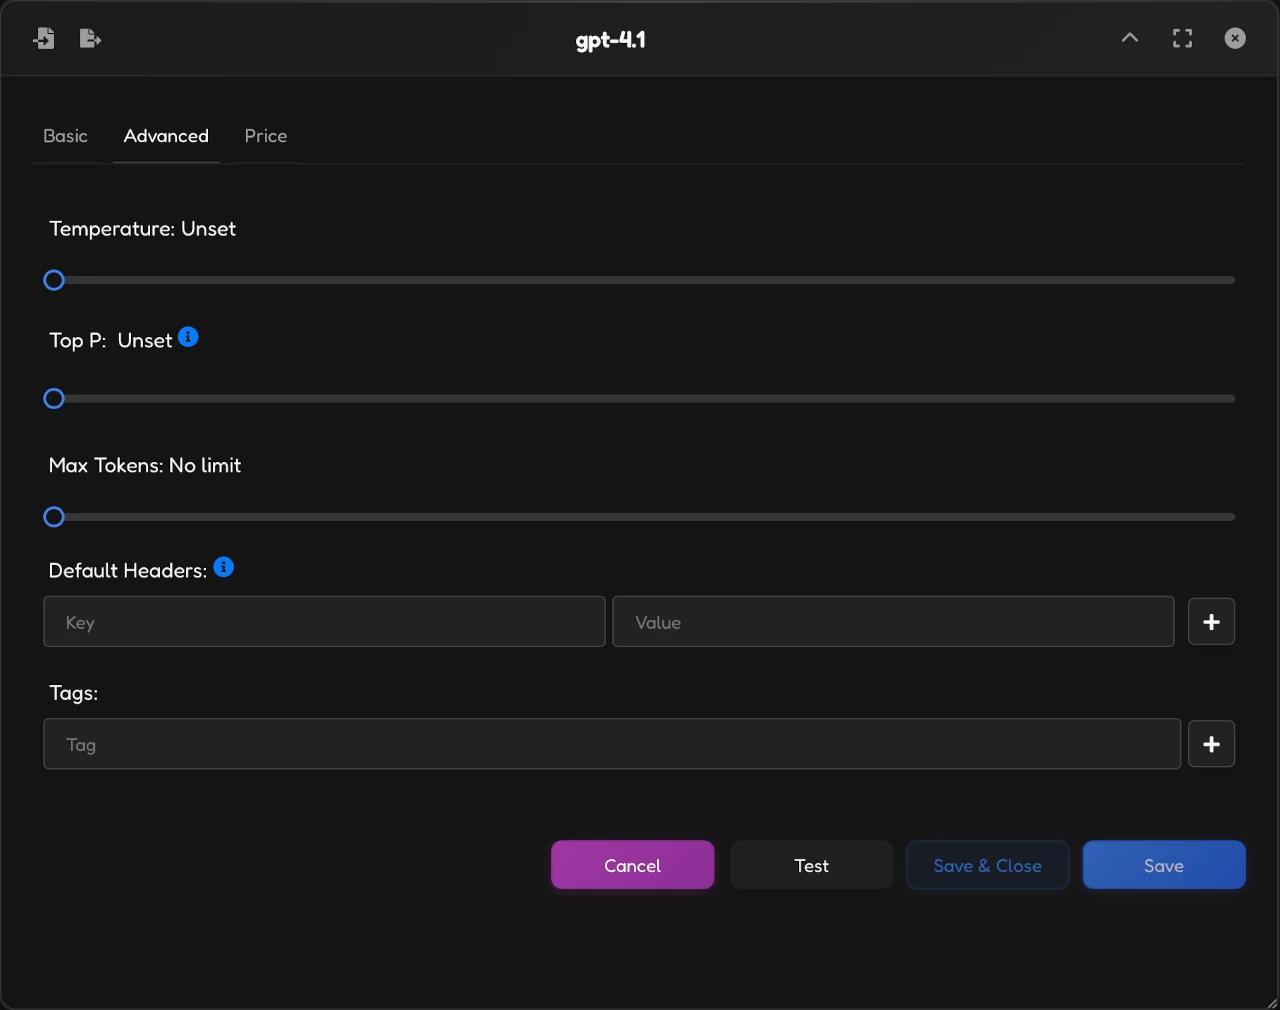 gpt-4.1
Basic Advanced Price
Temperature: Unset
Top P: Unset
Max Tokens: No limit
Default Headers:
Key Value
Tags:
Tag
Cancel Test Save & Close Save